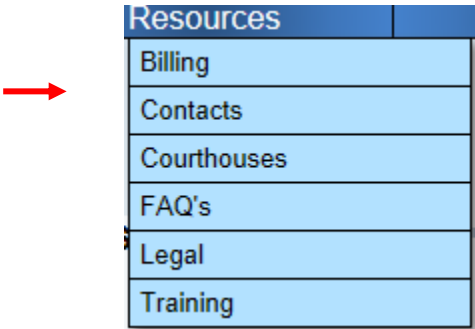 Resources
Billing
Contacts
Courthouses
FAQ's
Legal
Training